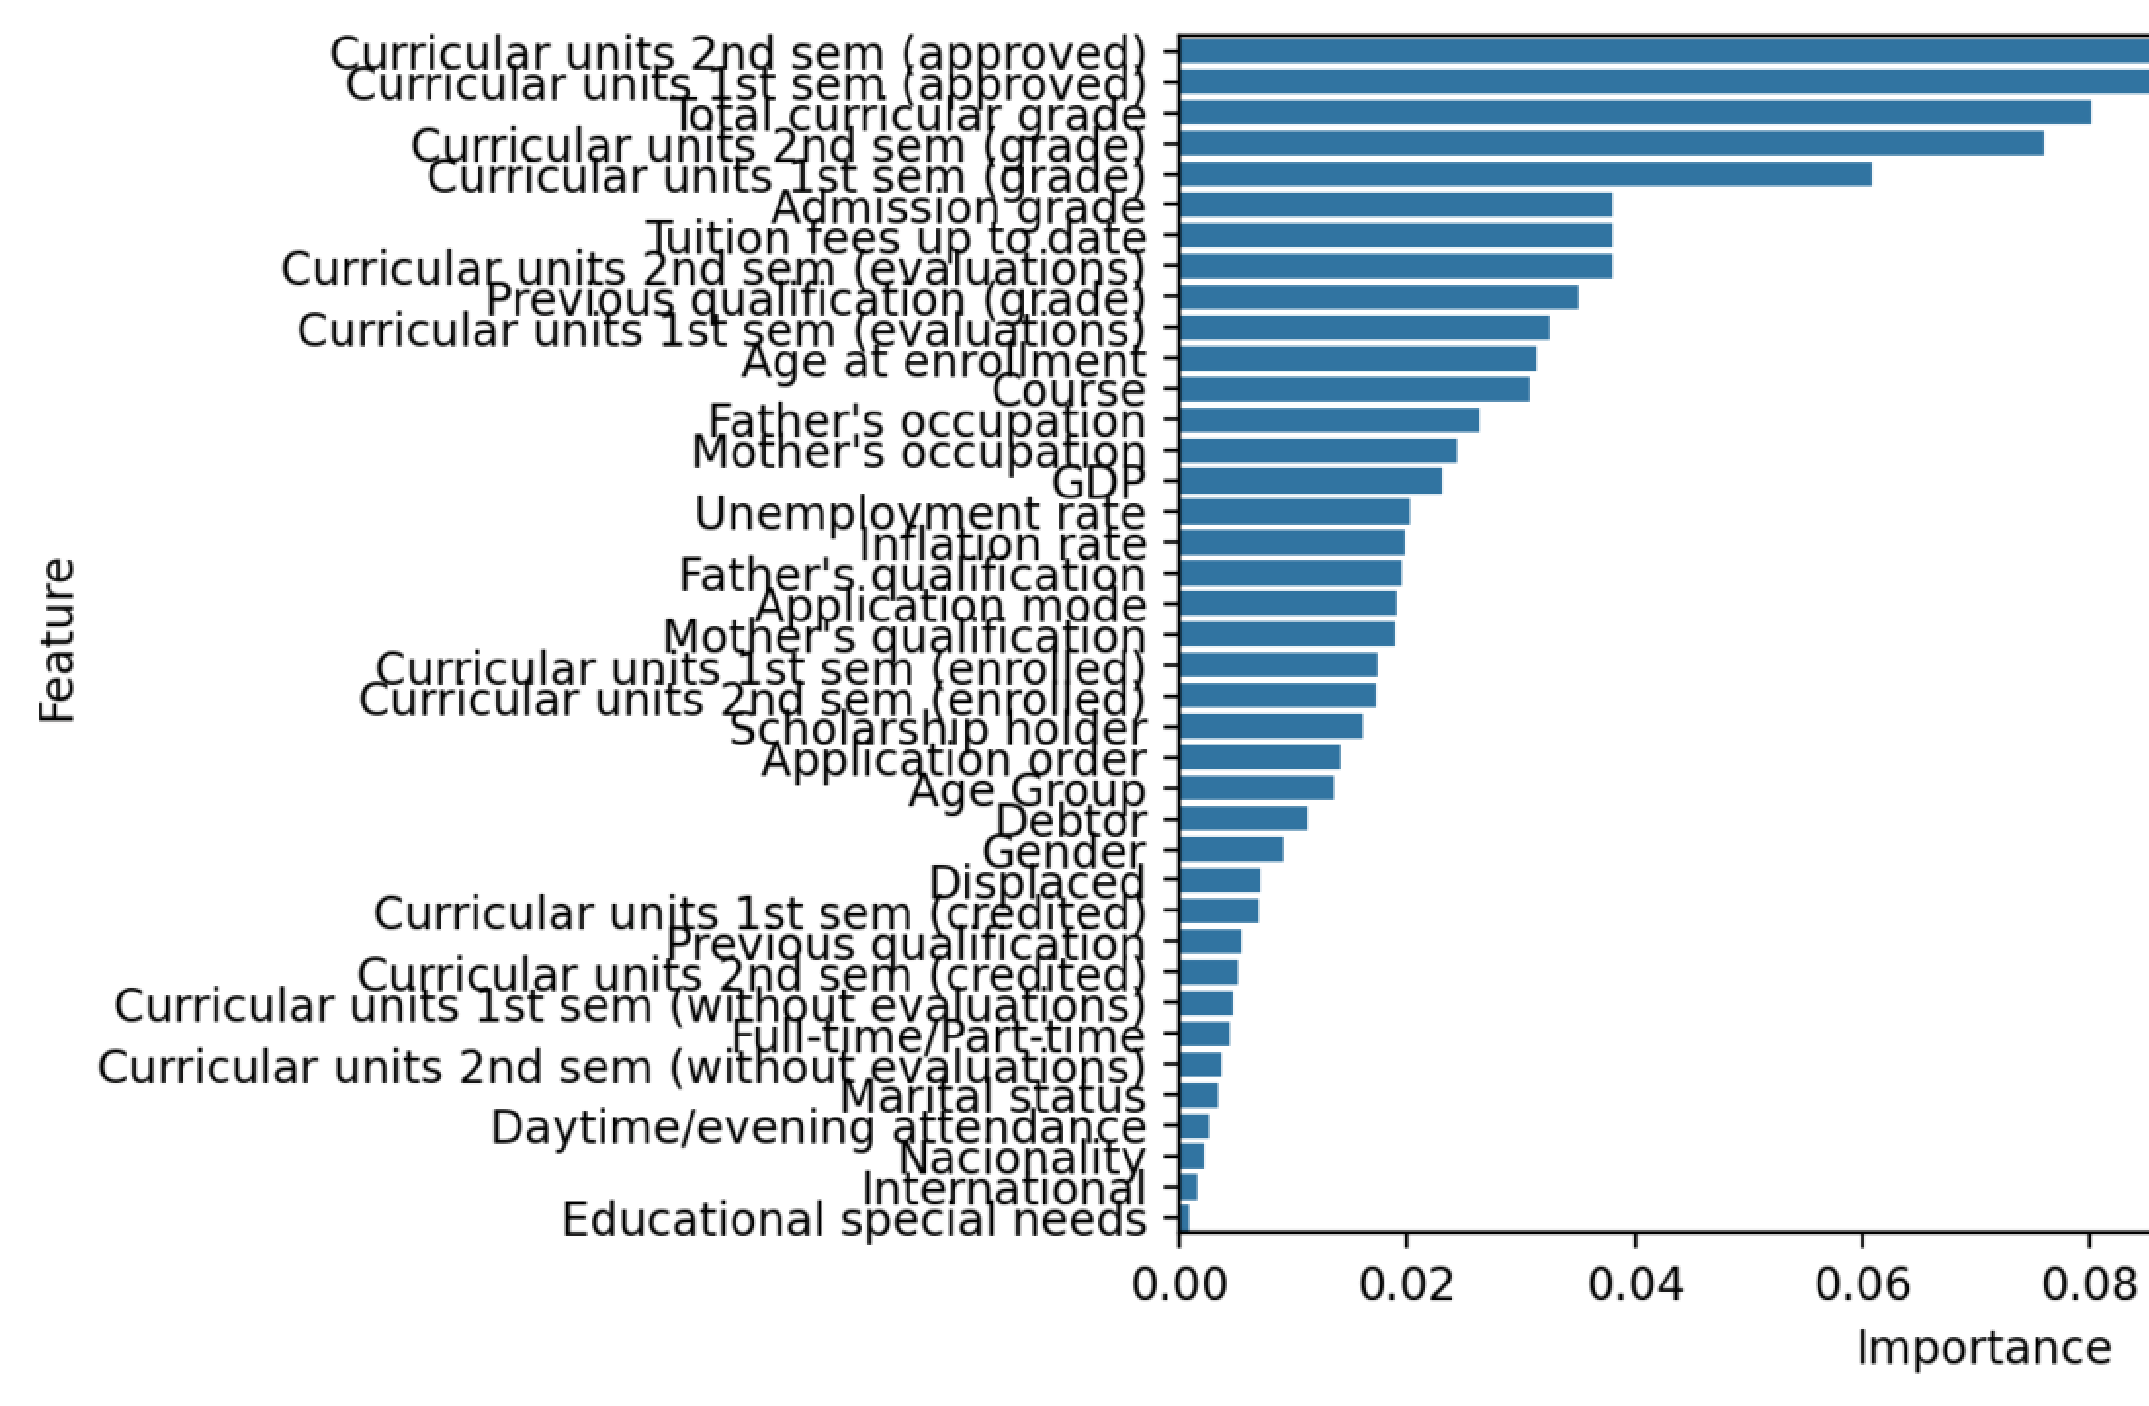 Curricular units 2nd sem (approved)
Curricular units 1st sem (approved)
Total curricular grade
Curricular units 2nd sem (grade)
Curricular units 1st sem (grade)
Admission grade
Tuition fees up to date
Curricular units 2nd sem (evaluations)
Previous qualification (grade)
Curricular units 1st sem (evaluations)
Age at enrollment
Course
Father's occupation
Mother's occupation
GDP
Unemployment rate
Inflation rate
Father's qualification
Application mode
Mother's qualification
Curricular units 1st sem (enrolled)
Curricular units 2nd sem (enrolled)
Scholarship holder
Application order
Age Group
Debtor
Gender
Displaced
Curricular units 1st sem (credited)
Previous qualification
Curricular units 2nd sem (credited)
Curricular units 1st sem (without evaluations)
Full-time/Part-time
Curricular units 2nd sem (without evaluations)
Marital status
Daytime/evening attendance
Nacionality
International
Educational special needs
Feature
0.00 0.02 0.04 0.06 0.08
Importance